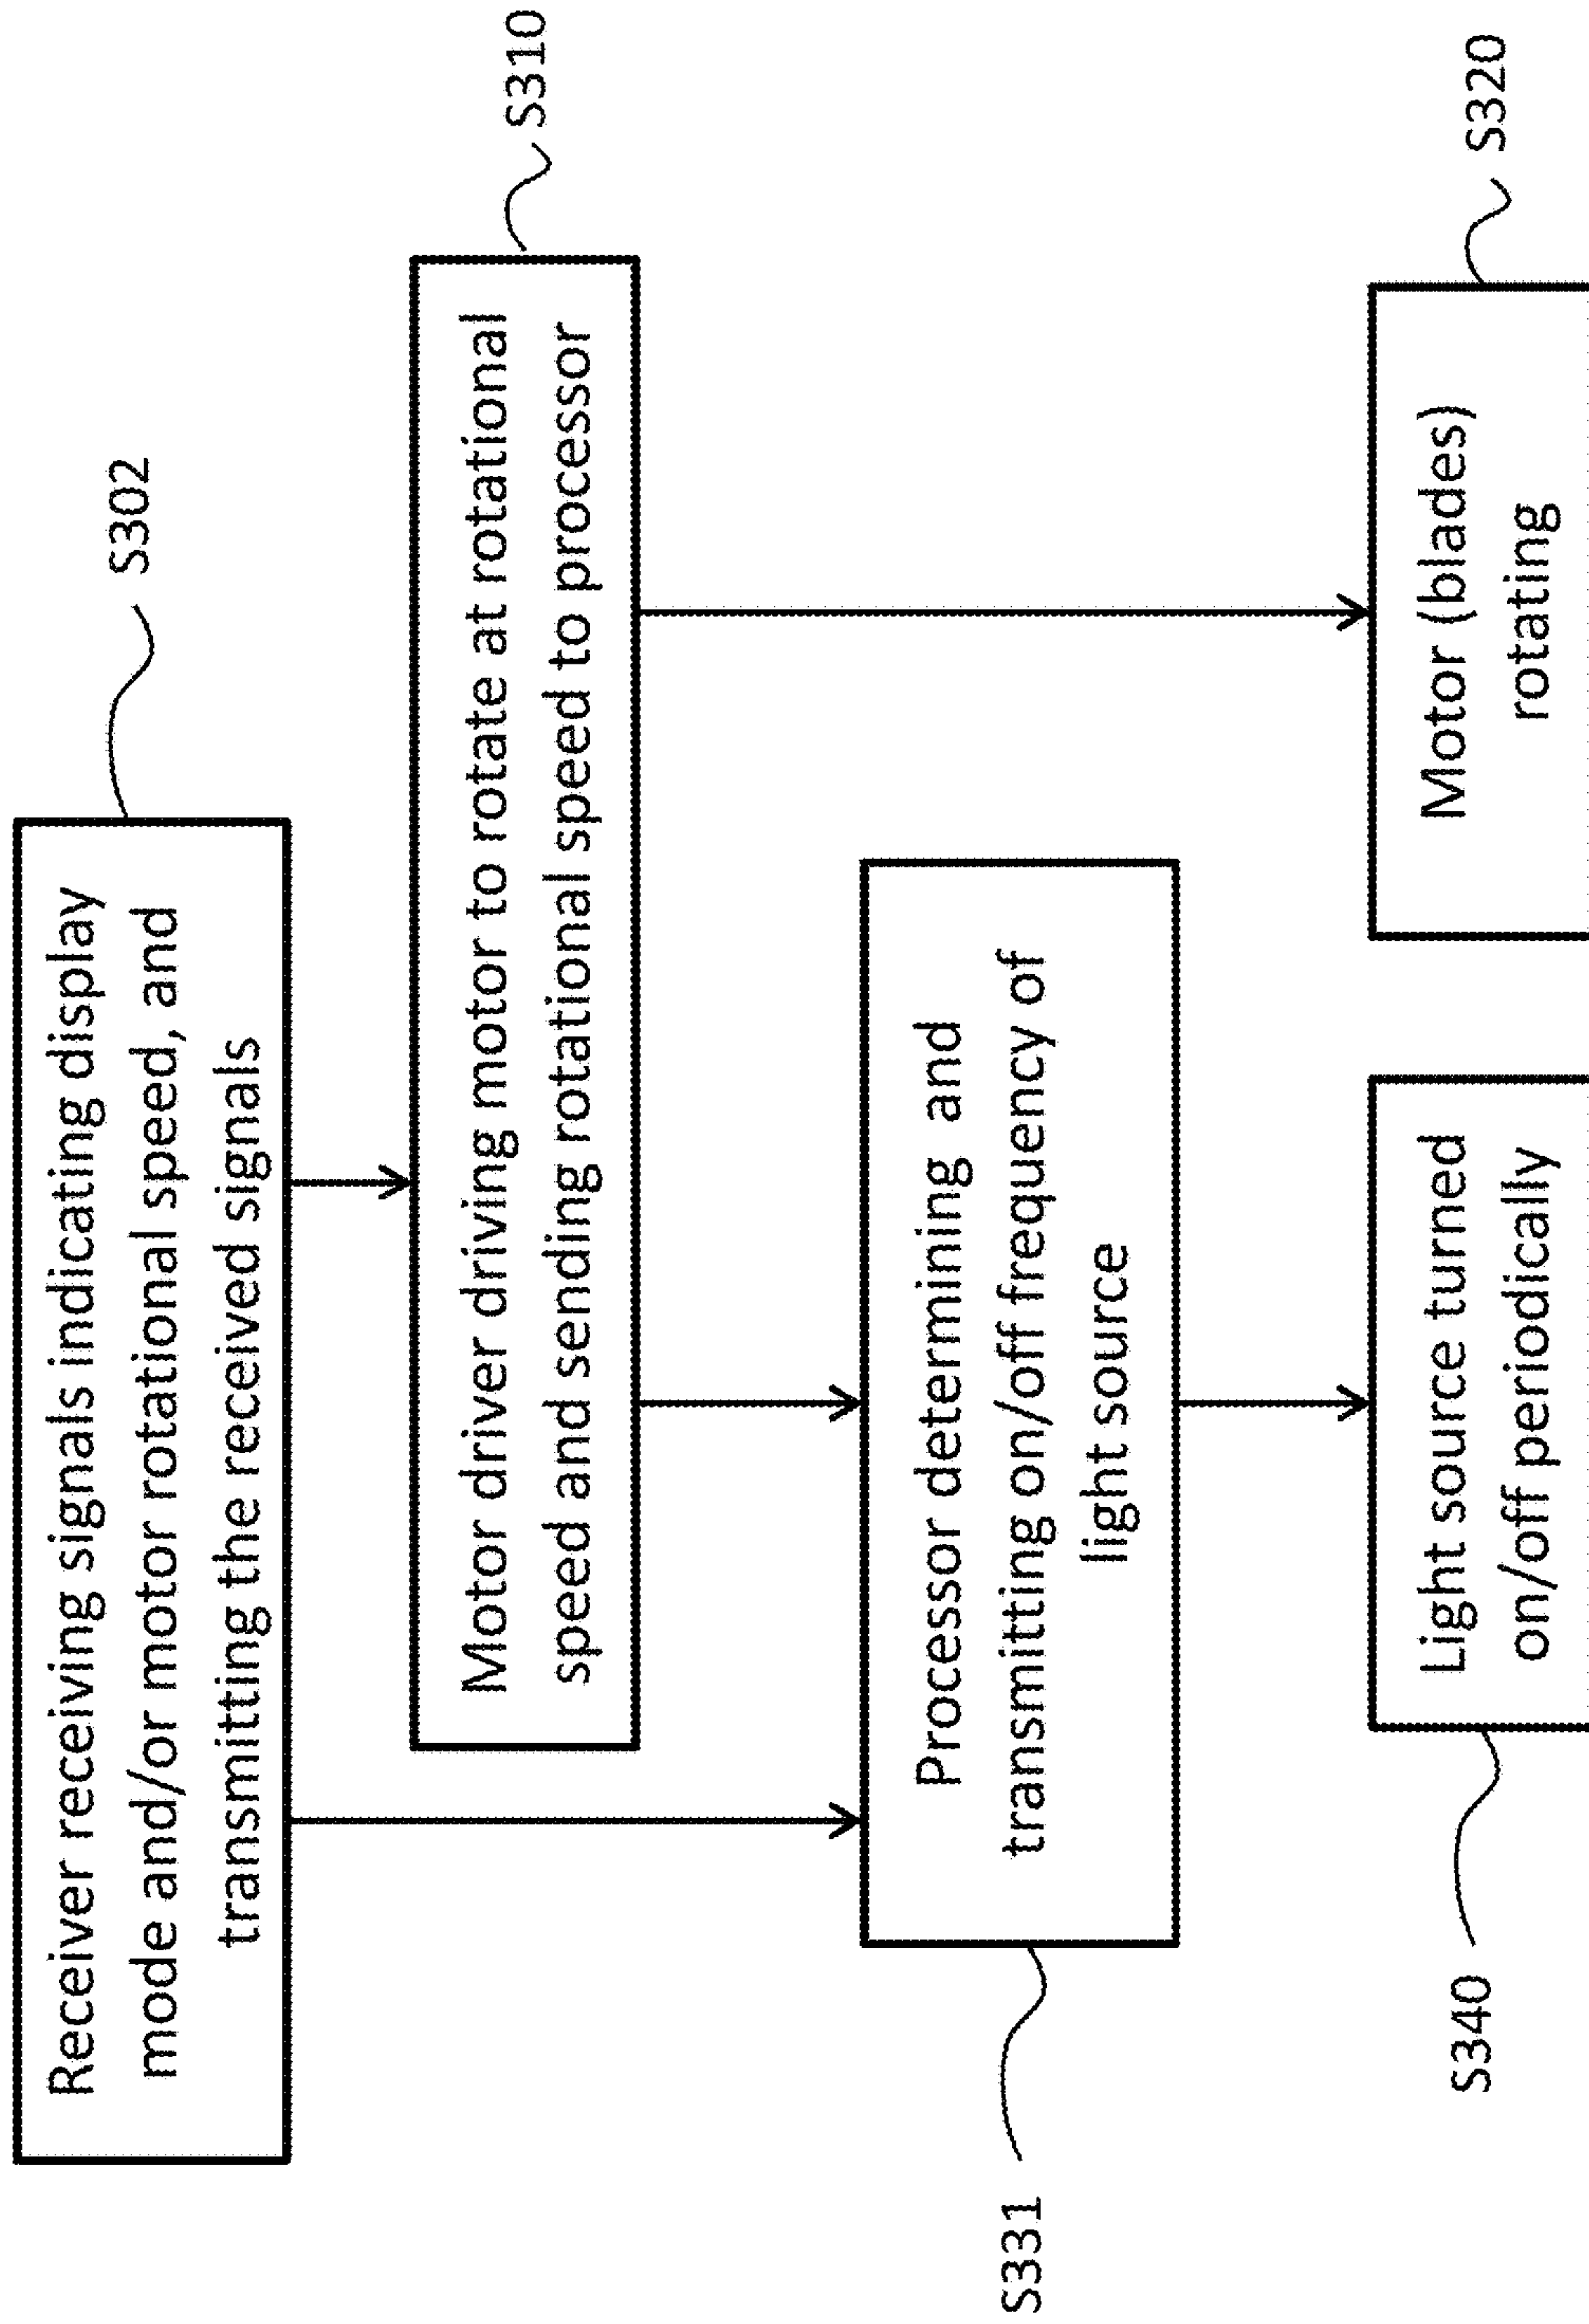 Receiver receiving signals indicating display
mode and/or motor rotational speed, and
transmitting the received signals
S302
Motor driver driving motor to rotate at rotational
speed and sending rotational speed to processor
S310
S331
Processor determining and
transmitting on/off frequency of
light source
S340
Light source turned
on/off periodically
Motor (blades)
rotating
S320